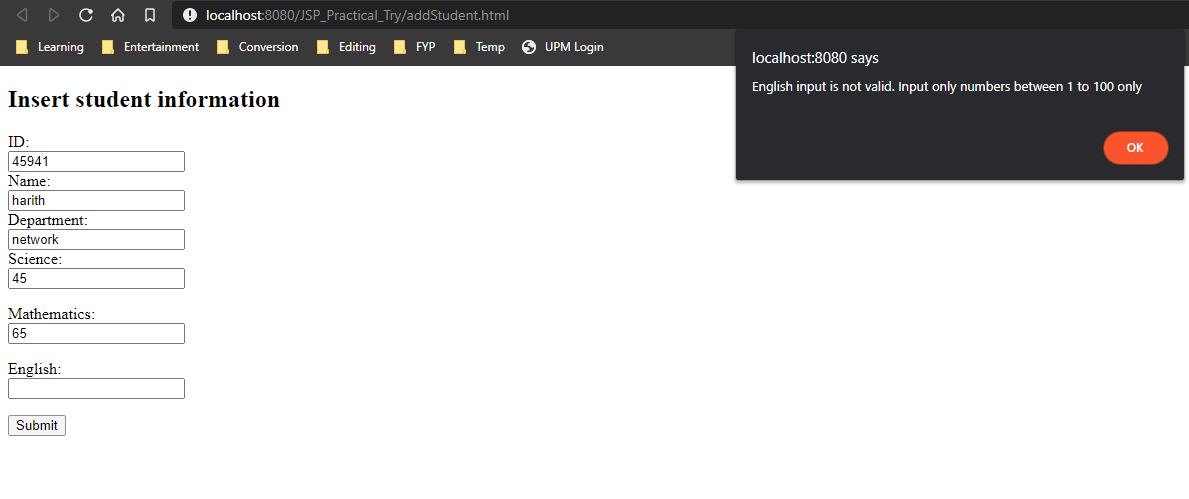 localhost:8080/JSP_Practical_Try/addStudent.html
Learning Entertainment Conversion Editing FYP Temp UPM Login
localhost:8080 says
English input is not valid. Input only numbers between 1 to 100 only
OK
Insert student information
ID:
45941
Name:
harith
Department:
network
Science:
45
Mathematics:
65
English:
Submit